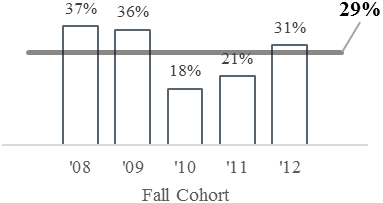 29%
37% 36% 18% 21% 31%
'08 '09 '10 '11 '12
Fall Cohort